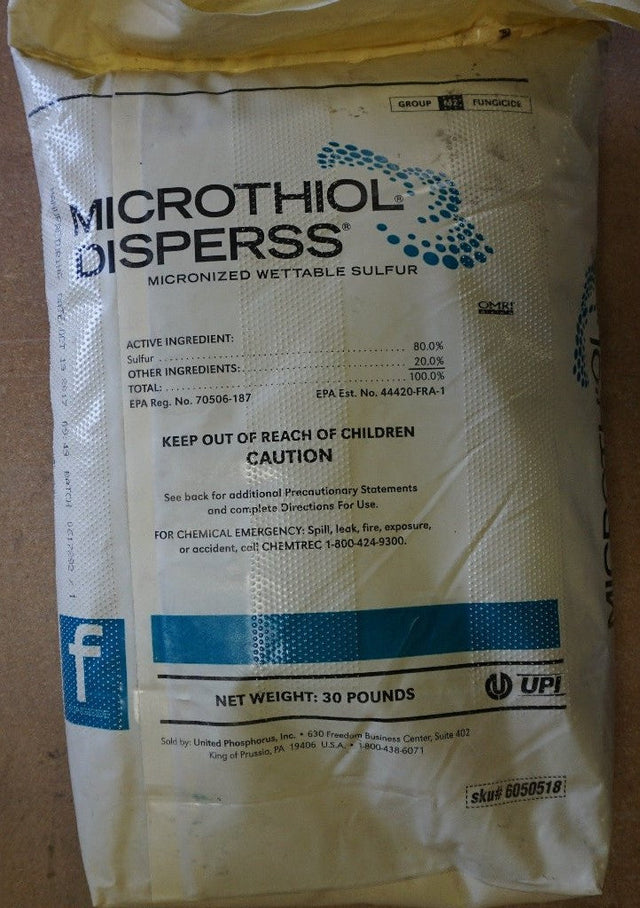 GROUP M2 FUNGICIDE
MICROTHIOL®
DISPERSS®
MICRONIZED WETTABLE SULFUR
OMRI
ACTIVE INGREDIENT:
Sulfur ........................................ 80.0%
OTHER INGREDIENTS: ........................ 20.0%
TOTAL: ........................................ 100.0%
EPA Reg. No. 70506-187 EPA Est. No. 44420-FRA-1
KEEP OUT OF REACH OF CHILDREN
CAUTION
See back for additional Precautionary Statements
and complete Directions For Use.
FOR CHEMICAL EMERGENCY: Spill, leak, fire, exposure,
or accident, call CHEMTREC 1-800-424-9300.
f
NET WEIGHT: 30 POUNDS
UPI
Sold by: United Phosphorus, Inc. • 630 Freedom Business Center, Suite 402
King of Prussia, PA 19406 U.S.A. • 1-800-438-6071
sku# 6050518